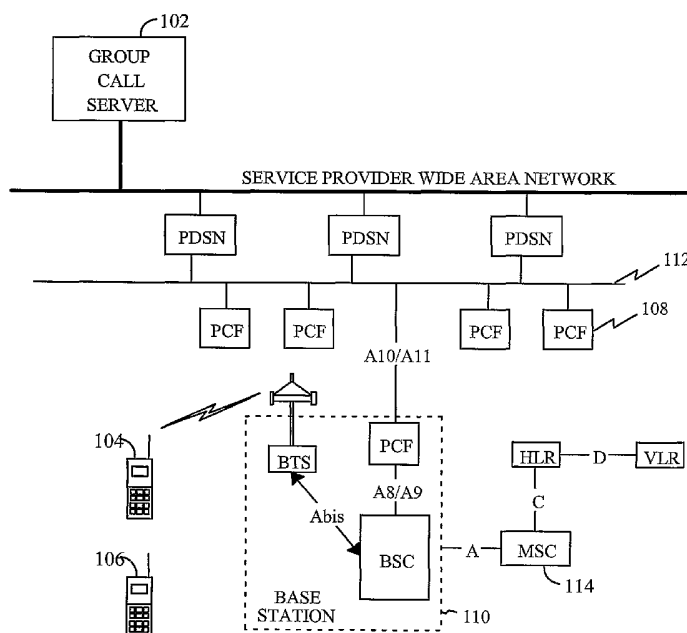 102
GROUP
CALL
SERVER
SERVICE PROVIDER WIDE AREA NETWORK
PDSN
PDSN
PDSN
112
PCF
PCF
PCF
PCF
108
A10/A11
104
BTS
PCF
HLR
D
VLR
A8/A9
Abis
C
BSC
A
MSC
106
114
BASE
STATION
110